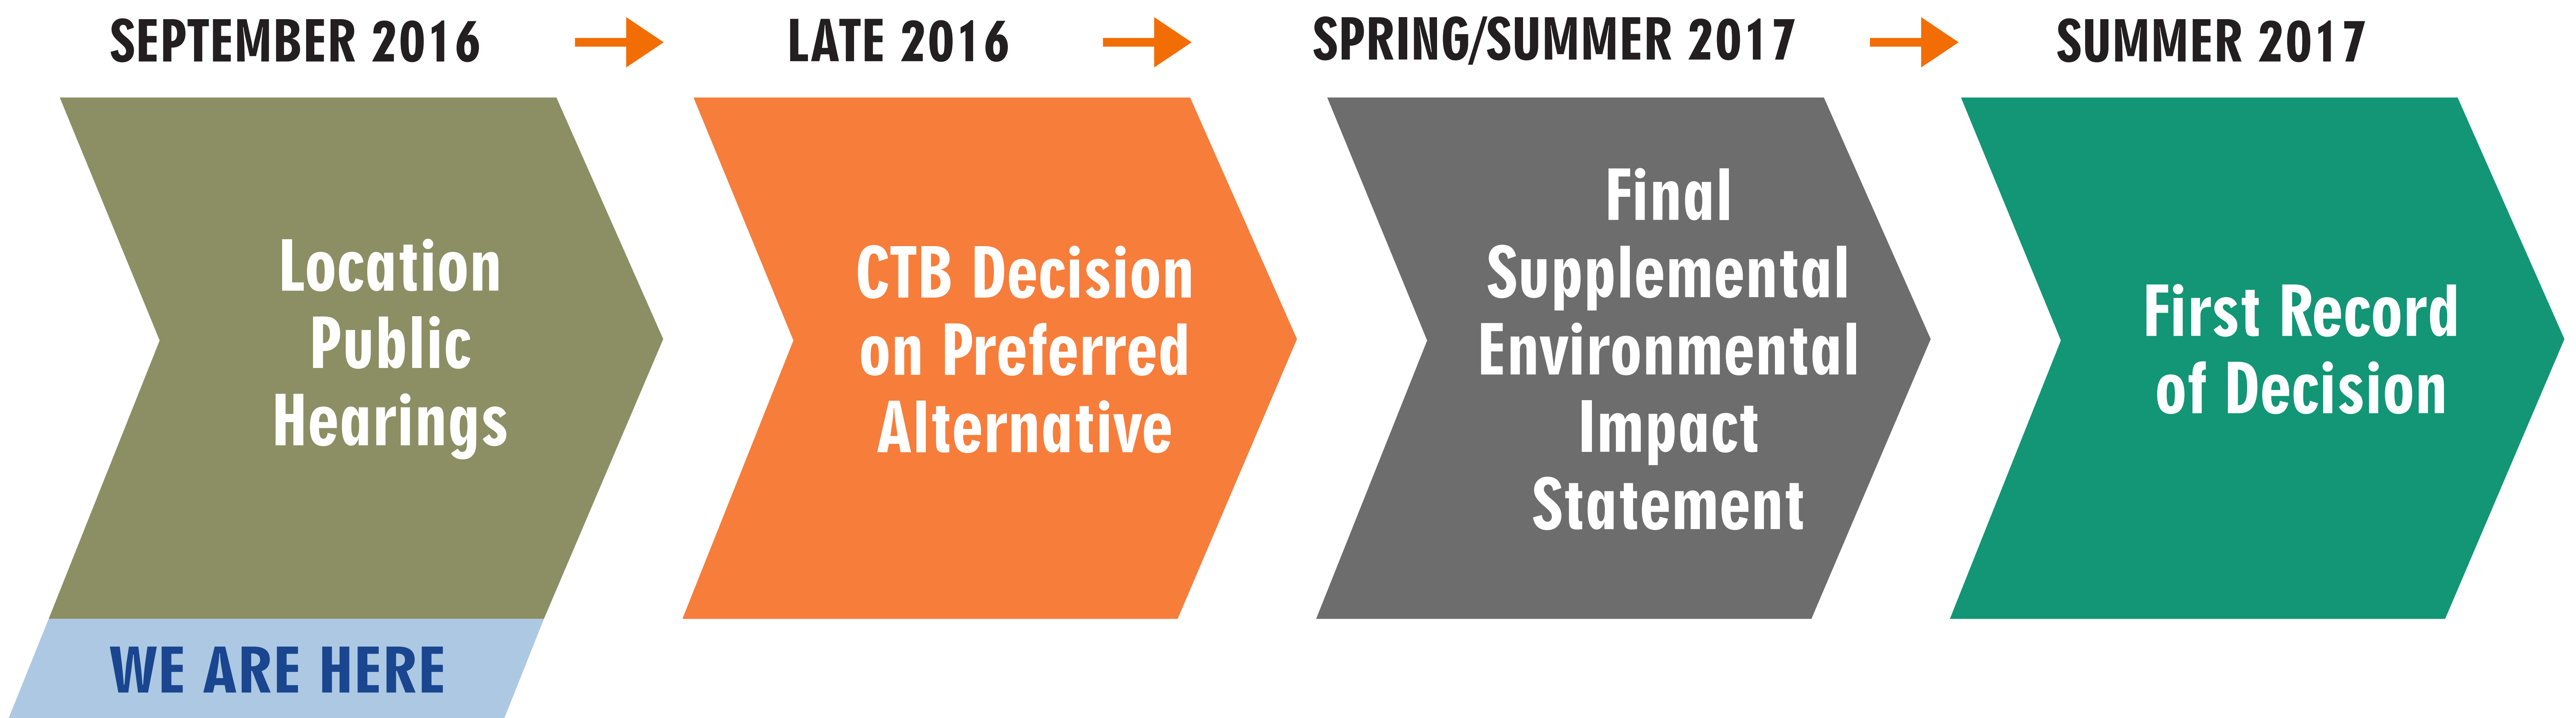 SEPTEMBER 2016
LATE 2016
SPRING/SUMMER 2017
SUMMER 2017
Location
Public
Hearings
CTB Decision
on Preferred
Alternative
Final
Supplemental
Environmental
Impact
Statement
First Record
of Decision
WE ARE HERE